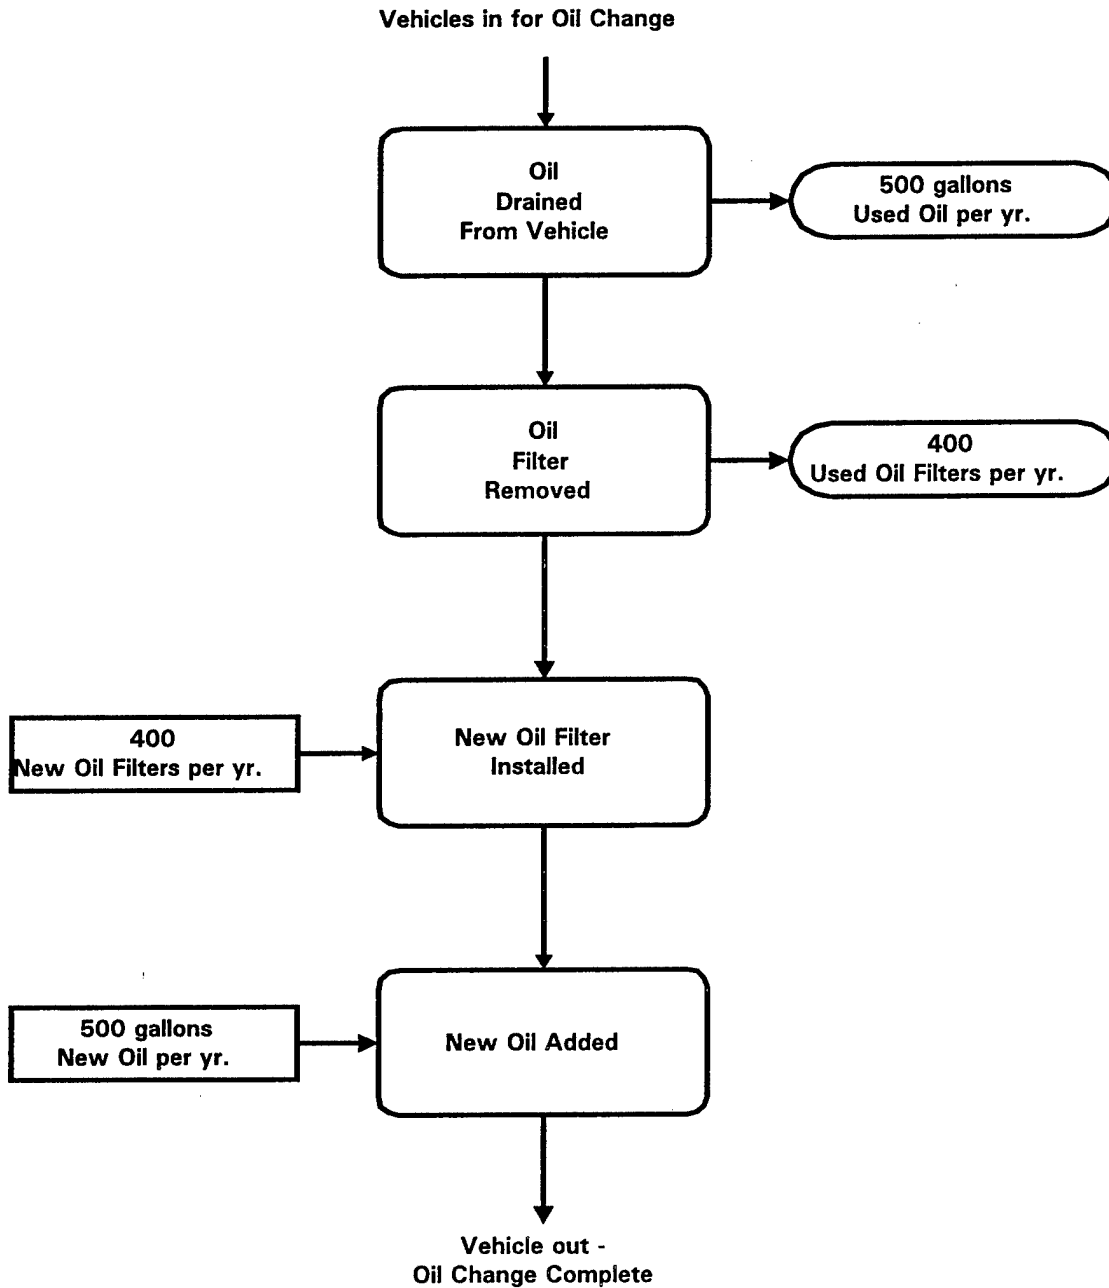 Vehicles in for Oil Change
Oil
Drained
From Vehicle
500 gallons
Used Oil per yr.
Oil
Filter
Removed
400
Used Oil Filters per yr.
400
New Oil Filters per yr.
New Oil Filter
Installed
500 gallons
New Oil per yr.
New Oil Added
Vehicle out -
Oil Change Complete